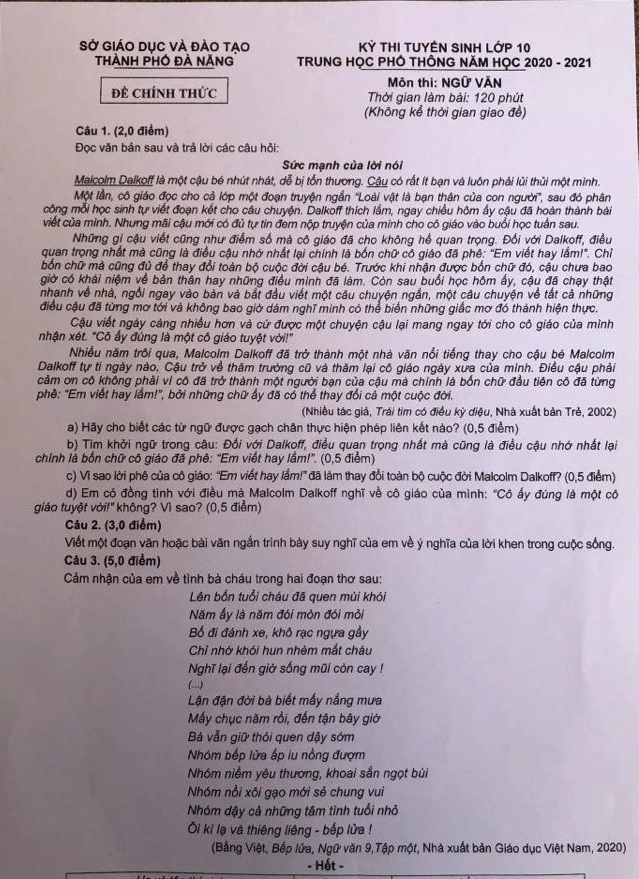 SỞ GIÁO DỤC VÀ ĐÀO TẠO
THÀNH PHỐ ĐÀ NẴNG
ĐỀ CHÍNH THỨC
KỲ THI TUYỂN SINH LỚP 10
TRUNG HỌC PHỔ THÔNG NĂM HỌC 2020 - 2021
Môn thi: NGỮ VĂN
Thời gian làm bài: 120 phút
(Không kể thời gian giao đề)
Câu 1. (2,0 điểm)
Đọc văn bản sau và trả lời các câu hỏi:
Sức mạnh của lời nói
Malcolm Dalkoff là một cậu bé nhút nhát, dễ bị tổn thương. Cậu có rất ít bạn và luôn phải lủi thủi một mình.
Một lần, cô giáo đọc cho cả lớp một đoạn truyện ngắn "Loài vật là bạn thân của con người", sau đó phân
công mỗi học sinh tự viết đoạn kết cho câu chuyện. Dalkoff thích lắm, ngay chiều hôm ấy cậu đã hoàn thành bài
viết của mình. Nhưng mãi cậu mới có đủ tự tin đem nộp truyện của mình cho cô giáo vào buổi học tuần sau.
Những gì cậu viết cũng như điểm số mà cô giáo đã cho không hề quan trọng. Đối với Dalkoff, điều
quan trọng nhất mà cũng là điều cậu nhớ nhất lại chính là bốn chữ cô giáo đã phê: "Em viết hay lắm!". Chỉ
bốn chữ mà cũng đủ để thay đổi toàn bộ cuộc đời cậu bé. Trước khi nhận được bốn chữ đó, cậu chưa bao
giờ có khái niệm về bản thân hay những điều mình đã làm. Còn sau buổi học hôm ấy, cậu đã chạy thật
nhanh về nhà, ngồi ngay vào bàn và bắt đầu viết một câu chuyện ngắn, một câu chuyện về tất cả những
điều cậu đã từng mơ tới và không bao giờ dám nghĩ mình có thể biến những giấc mơ đó thành hiện thực.
Cậu viết ngày càng nhiều hơn và cứ được một chuyện cậu lại mang ngay tới cho cô giáo của mình
nhận xét. "Cô ấy đúng là một cô giáo tuyệt vời!"
Nhiều năm trôi qua, Malcolm Dalkoff đã trở thành một nhà văn nổi tiếng thay cho cậu bé Malcolm
Dalkoff tự ti ngày nào. Cậu trở về thăm trường cũ và thăm lại cô giáo ngày xưa của mình. Điều cậu phải
cảm ơn cô không phải vì cô đã trở thành một người bạn của cậu mà chính là bốn chữ đầu tiên cô đã từng
phê: "Em viết hay lắm!", bởi những chữ ấy đã có thể thay đổi cả một cuộc đời.
(Nhiều tác giả, Trái tim có điều kỳ diệu, Nhà xuất bản Trẻ, 2002)
a) Hãy cho biết các từ ngữ được gạch chân thực hiện phép liên kết nào? (0,5 điểm)
b) Tìm khởi ngữ trong câu: Đối với Dalkoff, điều quan trọng nhất mà cũng là điều cậu nhớ nhất lại
chính là bốn chữ cô giáo đã phê: "Em viết hay lắm!". (0,5 điểm)
c) Vì sao lời phê của cô giáo: "Em viết hay lắm!" đã làm thay đổi toàn bộ cuộc đời Malcolm Dalkoff? (0,5 điểm)
d) Em có đồng tình với điều mà Malcolm Dalkoff nghĩ về cô giáo của mình: "Cô ấy đúng là một cô
giáo tuyệt vời!" không? Vì sao? (0,5 điểm)
Câu 2. (3,0 điểm)
Viết một đoạn văn hoặc bài văn ngắn trình bày suy nghĩ của em về ý nghĩa của lời khen trong cuộc sống.
Câu 3. (5,0 điểm)
Cảm nhận của em về tình bà cháu trong hai đoạn thơ sau:
Lên bốn tuổi cháu đã quen mùi khói
Năm ấy là năm đói mòn đói mỏi
Bố đi đánh xe, khô rạc ngựa gầy
Chỉ nhớ khói hun nhèm mắt cháu
Nghĩ lại đến giờ sống mũi còn cay !
(...)
Lận đận đời bà biết mấy nắng mưa
Mấy chục năm rồi, đến tận bây giờ
Bà vẫn giữ thói quen dậy sớm
Nhóm bếp lửa ấp iu nồng đượm
Nhóm niềm yêu thương, khoai sắn ngọt bùi
Nhóm nồi xôi gạo mới sẻ chung vui
Nhóm dậy cả những tâm tình tuổi nhỏ
Ôi kì lạ và thiêng liêng - bếp lửa !
(Bằng Việt, Bếp lửa, Ngữ văn 9, Tập một, Nhà xuất bản Giáo dục Việt Nam, 2020)
- Hết -